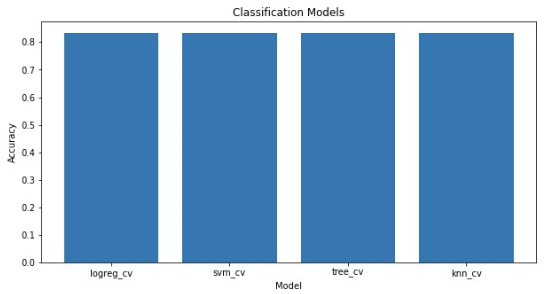 Classification Models
Accuracy
0.8
0.7
0.6
0.5
0.4
0.3
0.2
0.1
0.0
logreg_cv svm_cv tree_cv knn_cv
Model